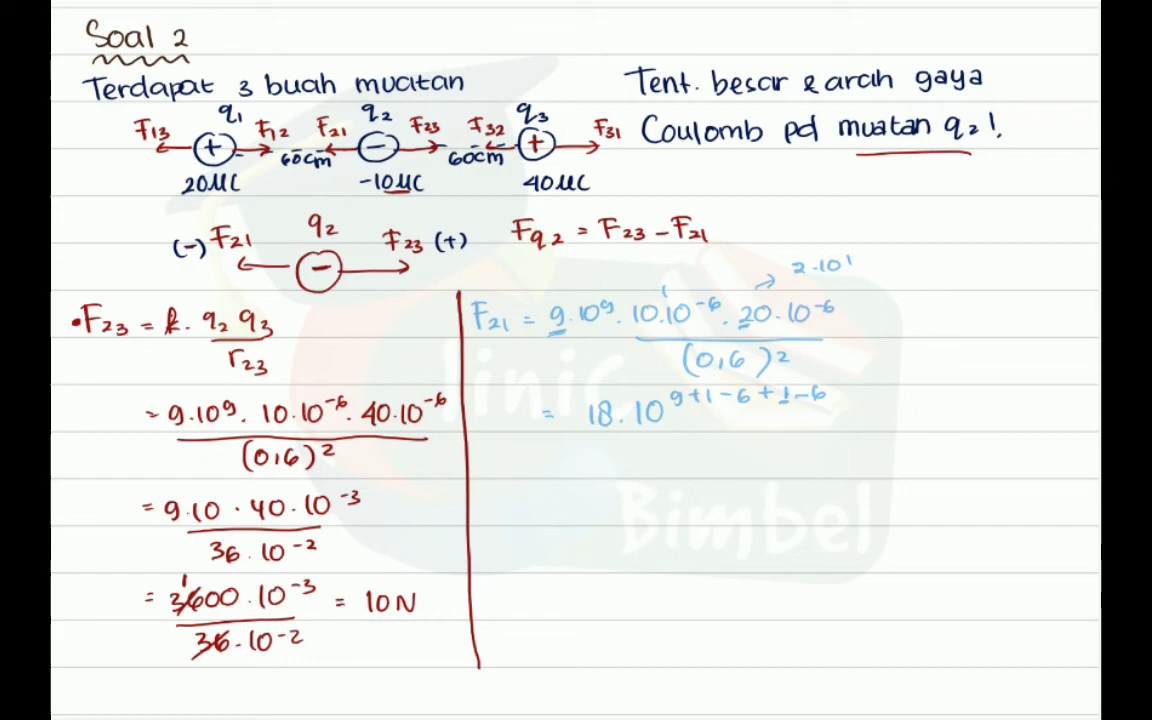 Soal 2
Terdapat 3 buah muatan
q1 q2 q3
F13 F12 F21 F23 F32 F31
+ 60cm - 60cm +
20μC -10μC 40μC
Tent. besar & arah gaya
Coulomb pd muatan q2!
(-) F21 q2 F23 (+)
-
Fq2 = F23 - F21
•F23 = k. q2 q3
r23
= 9.10⁹. 10.10⁻⁶. 40.10⁻⁶
(0,6)²
= 9.10 . 40.10⁻³
36.10⁻²
1
= 3600.10⁻³ = 10N
36.10⁻²
2.10¹
1
F21 = 9.10⁹. 10.10⁻⁶. 20.10⁻⁶
(0,6)²
= 18.10⁹⁺¹⁻⁶⁺¹⁻⁶
linic
Bimbel